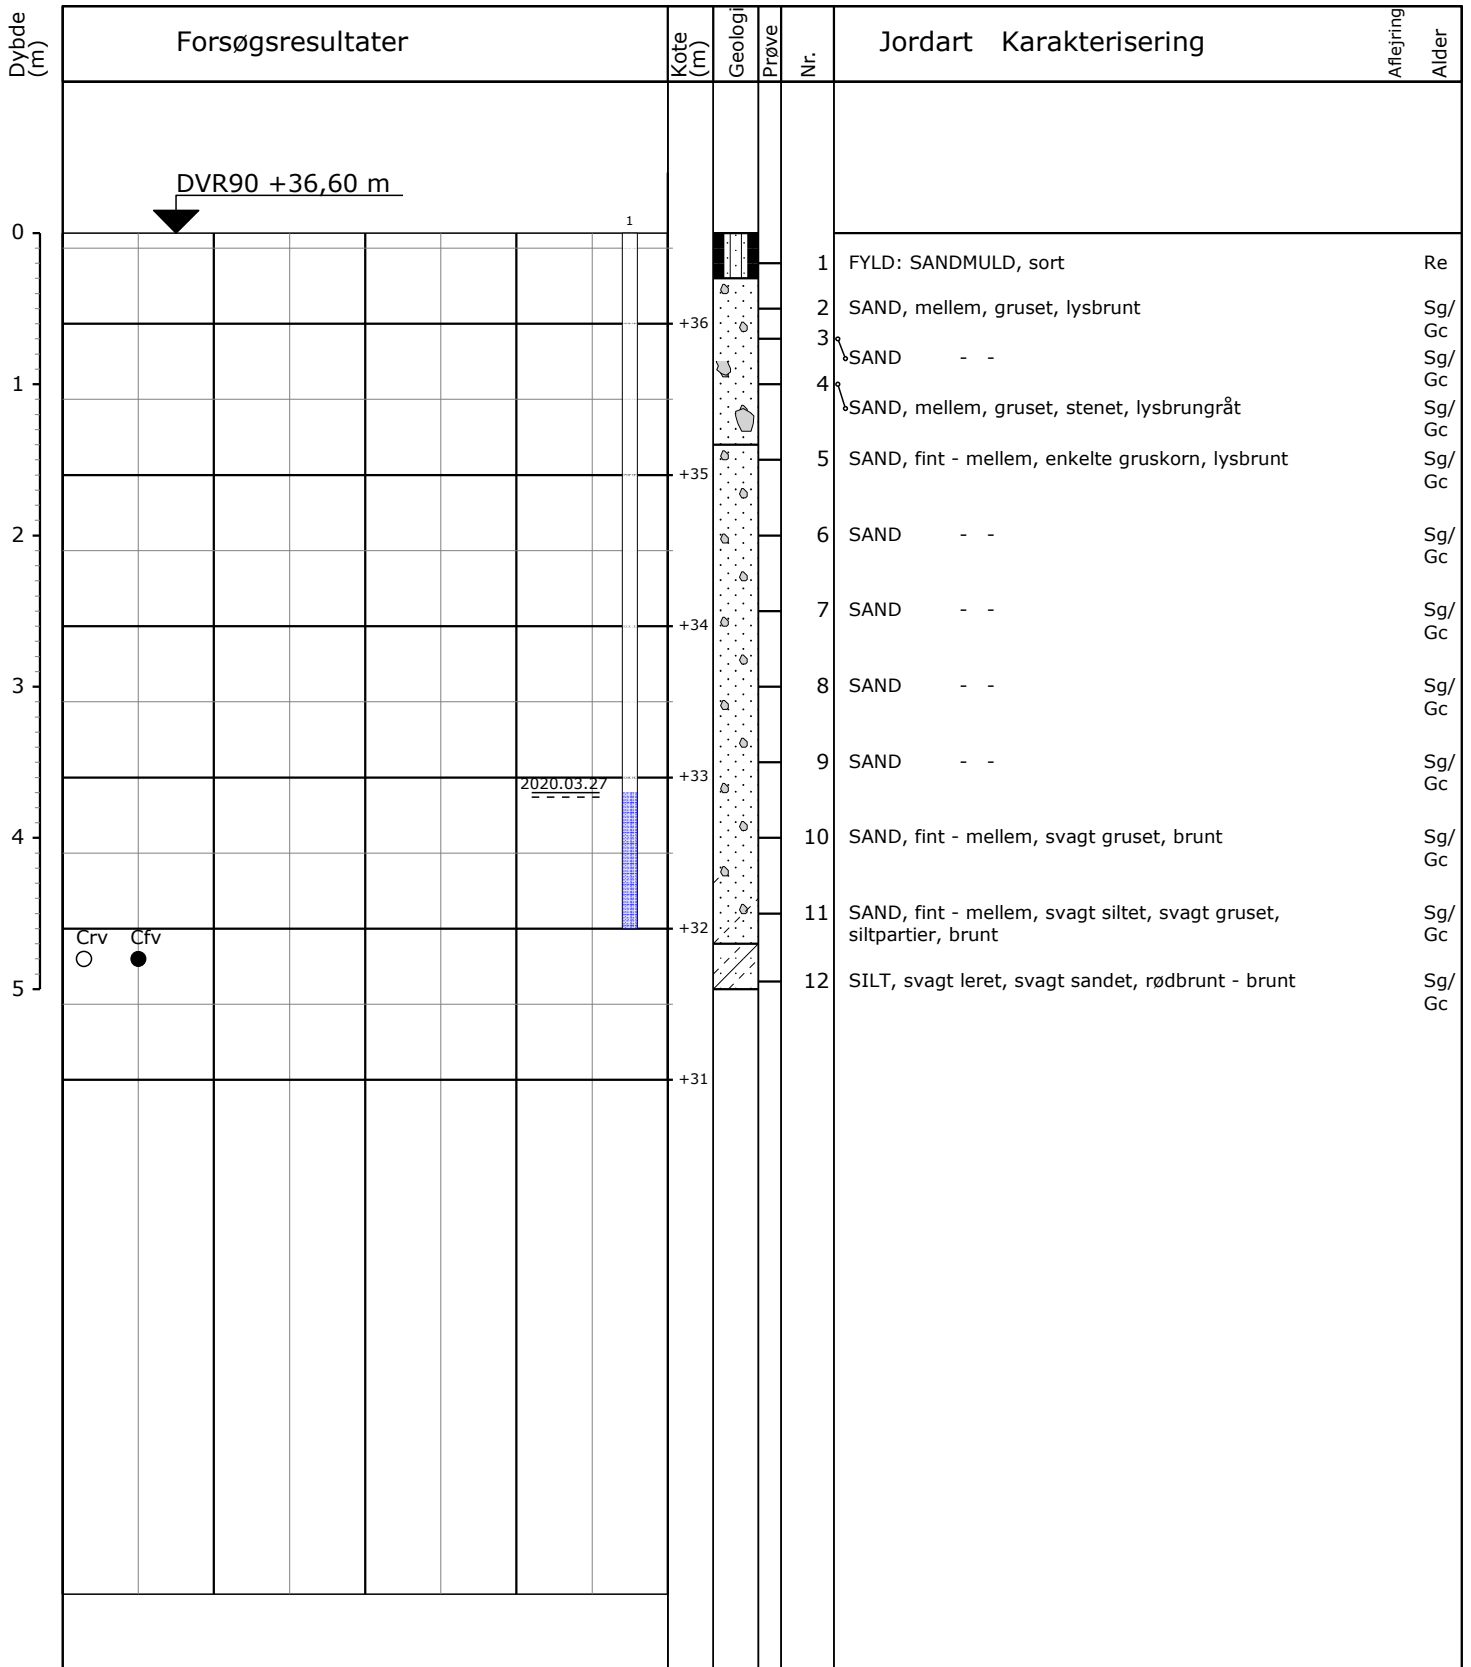 Dybde (m)
Forsøgsresultater
Kote (m)
Geologi
Prøve
Nr.
Jordart Karakterisering
Aflejring
Alder
DVR90 +36,60 m
1
0
1 FYLD: SANDMULD, sort Re
2 SAND, mellem, gruset, lysbrunt Sg/
Gc
+36
3
SAND - - Sg/
Gc
1
4
SAND, mellem, gruset, stenet, lysbrungråt Sg/
Gc
5 SAND, fint - mellem, enkelte gruskorn, lysbrunt Sg/
Gc
+35
2
6 SAND - - Sg/
Gc
7 SAND - - Sg/
Gc
+34
3
8 SAND - - Sg/
Gc
9 SAND - - Sg/
Gc
+33
2020.03.27
4
10 SAND, fint - mellem, svagt gruset, brunt Sg/
Gc
11 SAND, fint - mellem, svagt siltet, svagt gruset, Sg/
siltpartier, brunt Gc
+32
Crv Cfv
5
12 SILT, svagt leret, svagt sandet, rødbrunt - brunt Sg/
Gc
+31